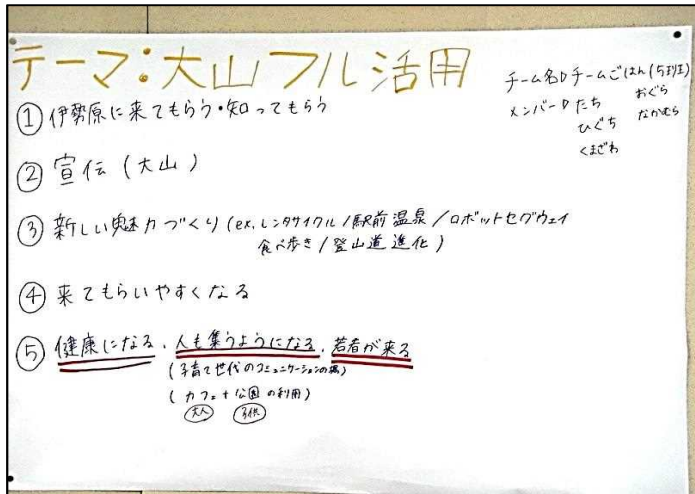 テーマ:大山フル活用
チーム名▷チームごはん(5班)
メンバー▷たち おぐら
ひぐち なかむら
くまざわ
①伊勢原に来てもらう・知ってもらう
②宣伝(大山)
③新しい魅力づくり(ex.レンタサイクル/駅前温泉/ロボットセグウェイ
食べ歩き/登山道進化)
④来てもらいやすくなる
⑤健康になる.人も集うようになる.若者が来る
(子育て世代のコミュニケーションの場)
(カフェ+公園の利用)
大人 子供